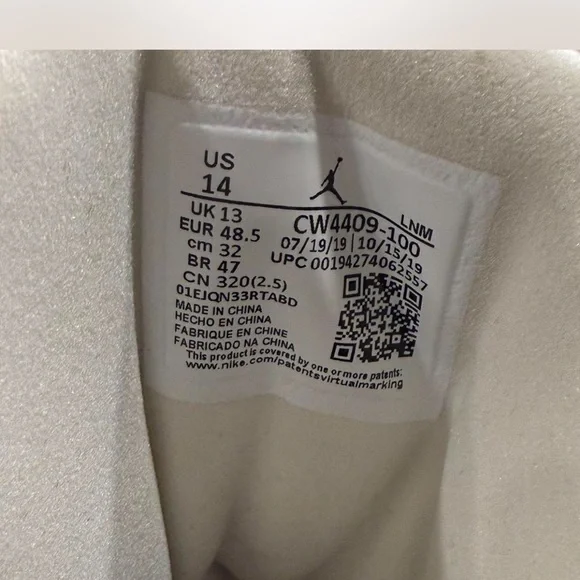 US
14
UK 13
EUR 48.5
cm 32
BR 47
CN 320(2.5)
01EJQN33RTABD
LNM
CW4409-100
07/19/19 | 10/15/19
UPC 00194274062557
MADE IN CHINA
HECHO EN CHINA
FABRIQUE EN CHINE
FABRICADO NA CHINA
This product is covered by one or more patents:
www.nike.com/patentsvirtualmarking